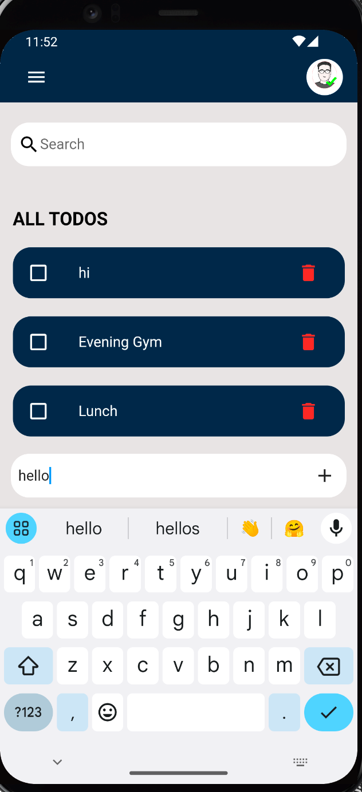 11:52
Search
ALL TODOS
hi
Evening Gym
Lunch
hello +
hello hellos
q1 w2 e3 r4 t5 y6 u7 i8 o9 p0
a s d f g h j k l
z x c v b n m
?123 , .